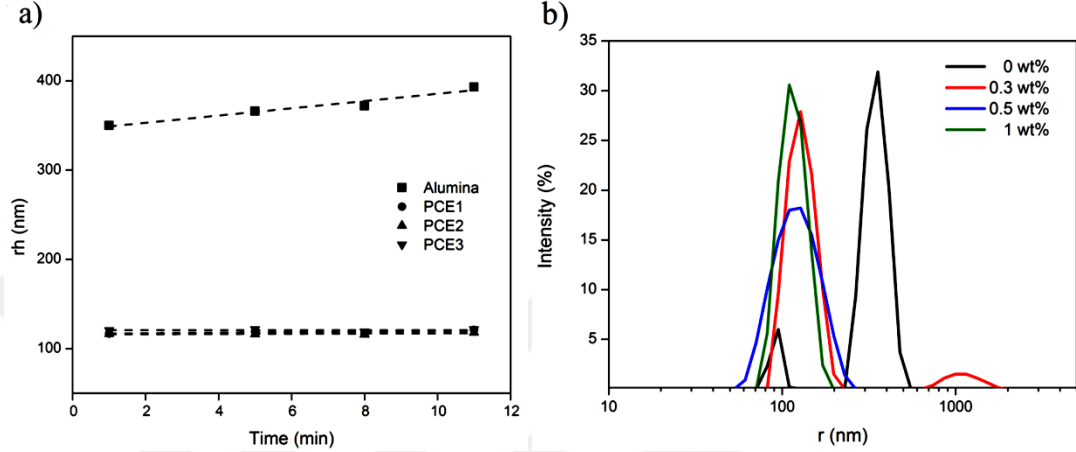 a)
rh (nm)
400
300
200
100
0
2
4
6
8
10
12
Time (min)
Alumina
PCE1
PCE2
PCE3
b)
Intensity (%)
35
30
25
20
15
10
5
10
100
1000
r (nm)
0 wt%
0.3 wt%
0.5 wt%
1 wt%